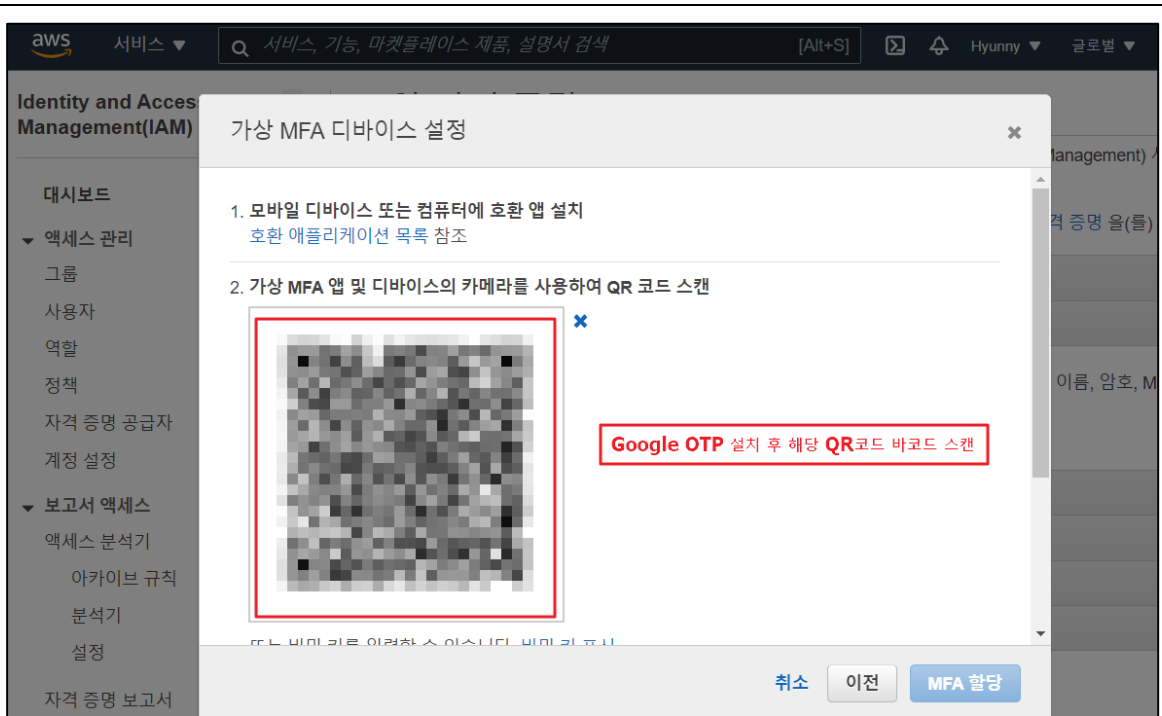 aws 서비스 ▼ 서비스, 기능, 마켓플레이스 제품, 설명서 검색 [Alt+S] Hyunny ▼ 글로벌 ▼
Identity and Acces
Management(IAM)
대시보드
▼ 액세스 관리
그룹
사용자
역할
정책
자격 증명 공급자
계정 설정
▼ 보고서 액세스
액세스 분석기
아카이브 규칙
분석기
설정
자격 증명 보고서
가상 MFA 디바이스 설정
1. 모바일 디바이스 또는 컴퓨터에 호환 앱 설치
호환 애플리케이션 목록 참조
2. 가상 MFA 앱 및 디바이스의 카메라를 사용하여 QR 코드 스캔
Google OTP 설치 후 해당 QR코드 바코드 스캔
취소 이전 MFA 할당
Management)
격 증명 을(를)
이름, 암호, M